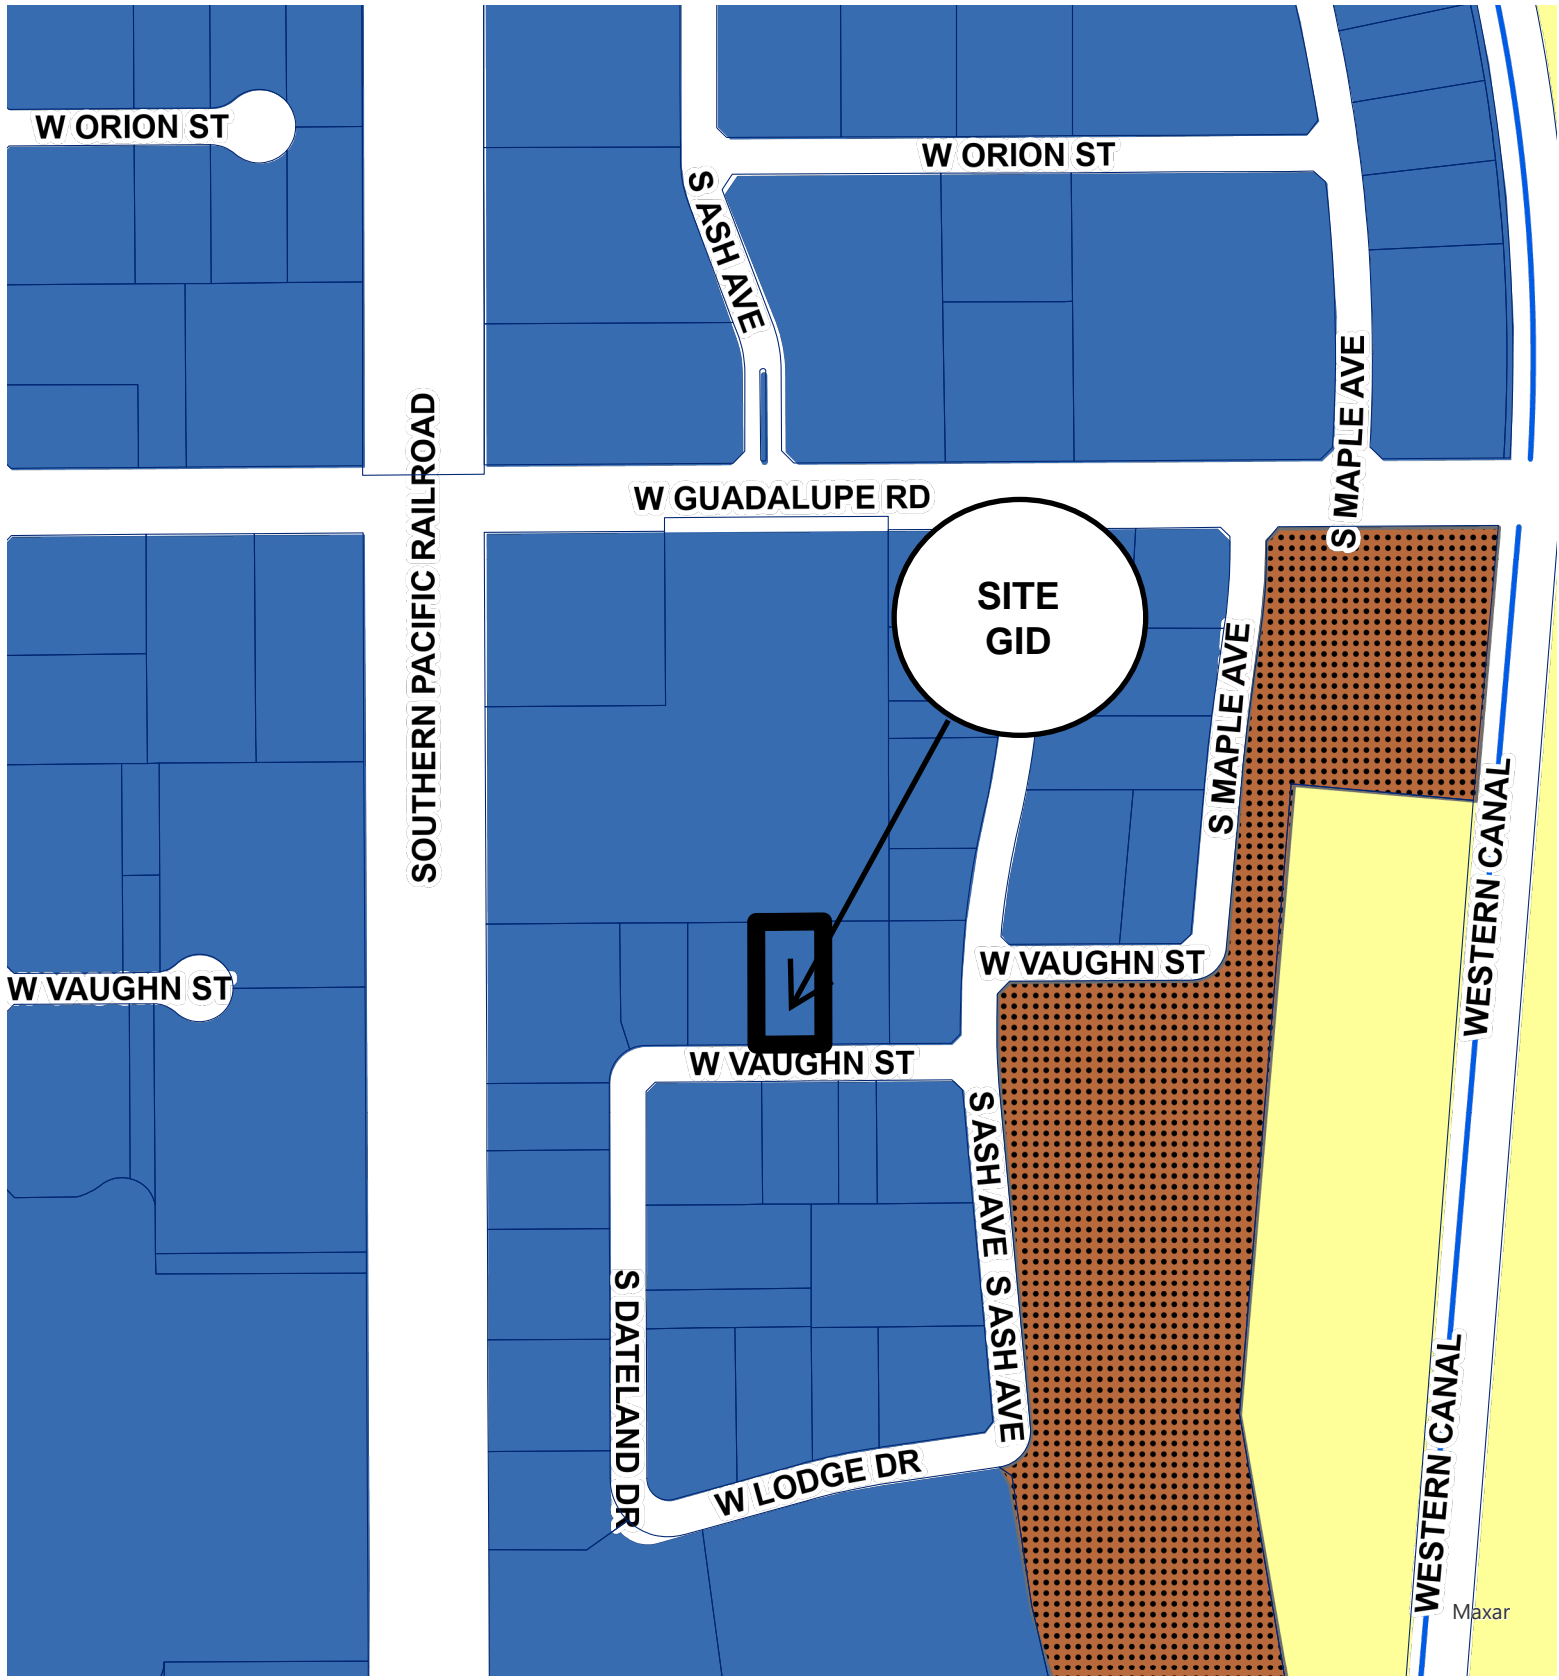 W ORION ST
W ORION ST
S ASH AVE
S MAPLE AVE
SOUTHERN PACIFIC RAILROAD
W GUADALUPE RD
SITE
GID
S MAPLE AVE
WESTERN CANAL
W VAUGHN ST
W VAUGHN ST
W VAUGHN ST
S ASH AVE
S ASH AVE
S DATELAND DR
W LODGE DR
WESTERN CANAL
Maxar